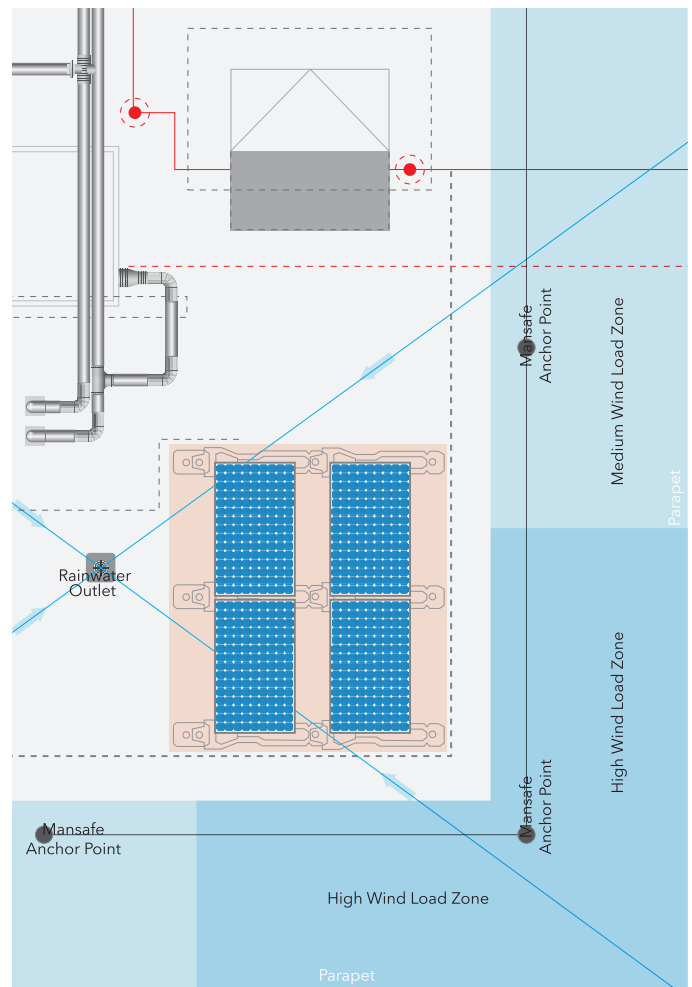 Mansafe
Anchor Point
Medium Wind Load Zone
Parapet
Rainwater
Outlet
High Wind Load Zone
Mansafe
Anchor Point
Mansafe
Anchor Point
High Wind Load Zone
Parapet